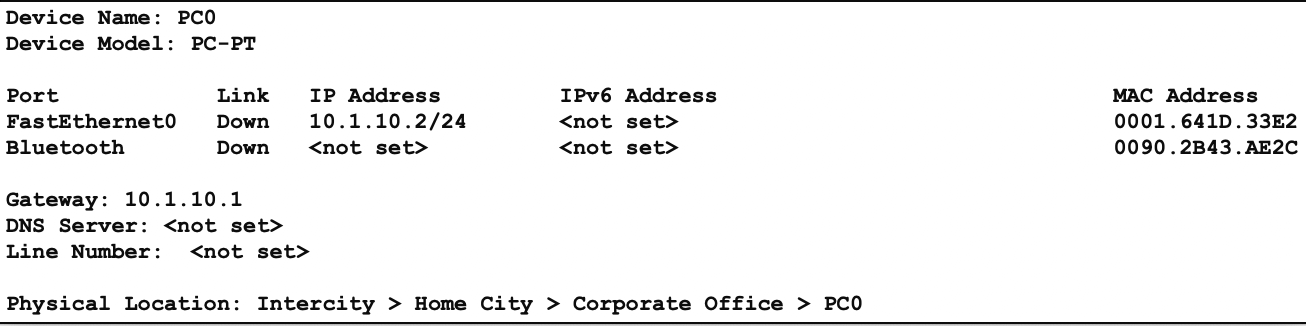 Device Name: PC0
Device Model: PC-PT
Port Link IP Address IPv6 Address MAC Address
FastEthernet0 Down 10.1.10.2/24 <not set> 0001.641D.33E2
Bluetooth Down <not set> <not set> 0090.2B43.AE2C
Gateway: 10.1.10.1
DNS Server: <not set>
Line Number: <not set>
Physical Location: Intercity > Home City > Corporate Office > PC0